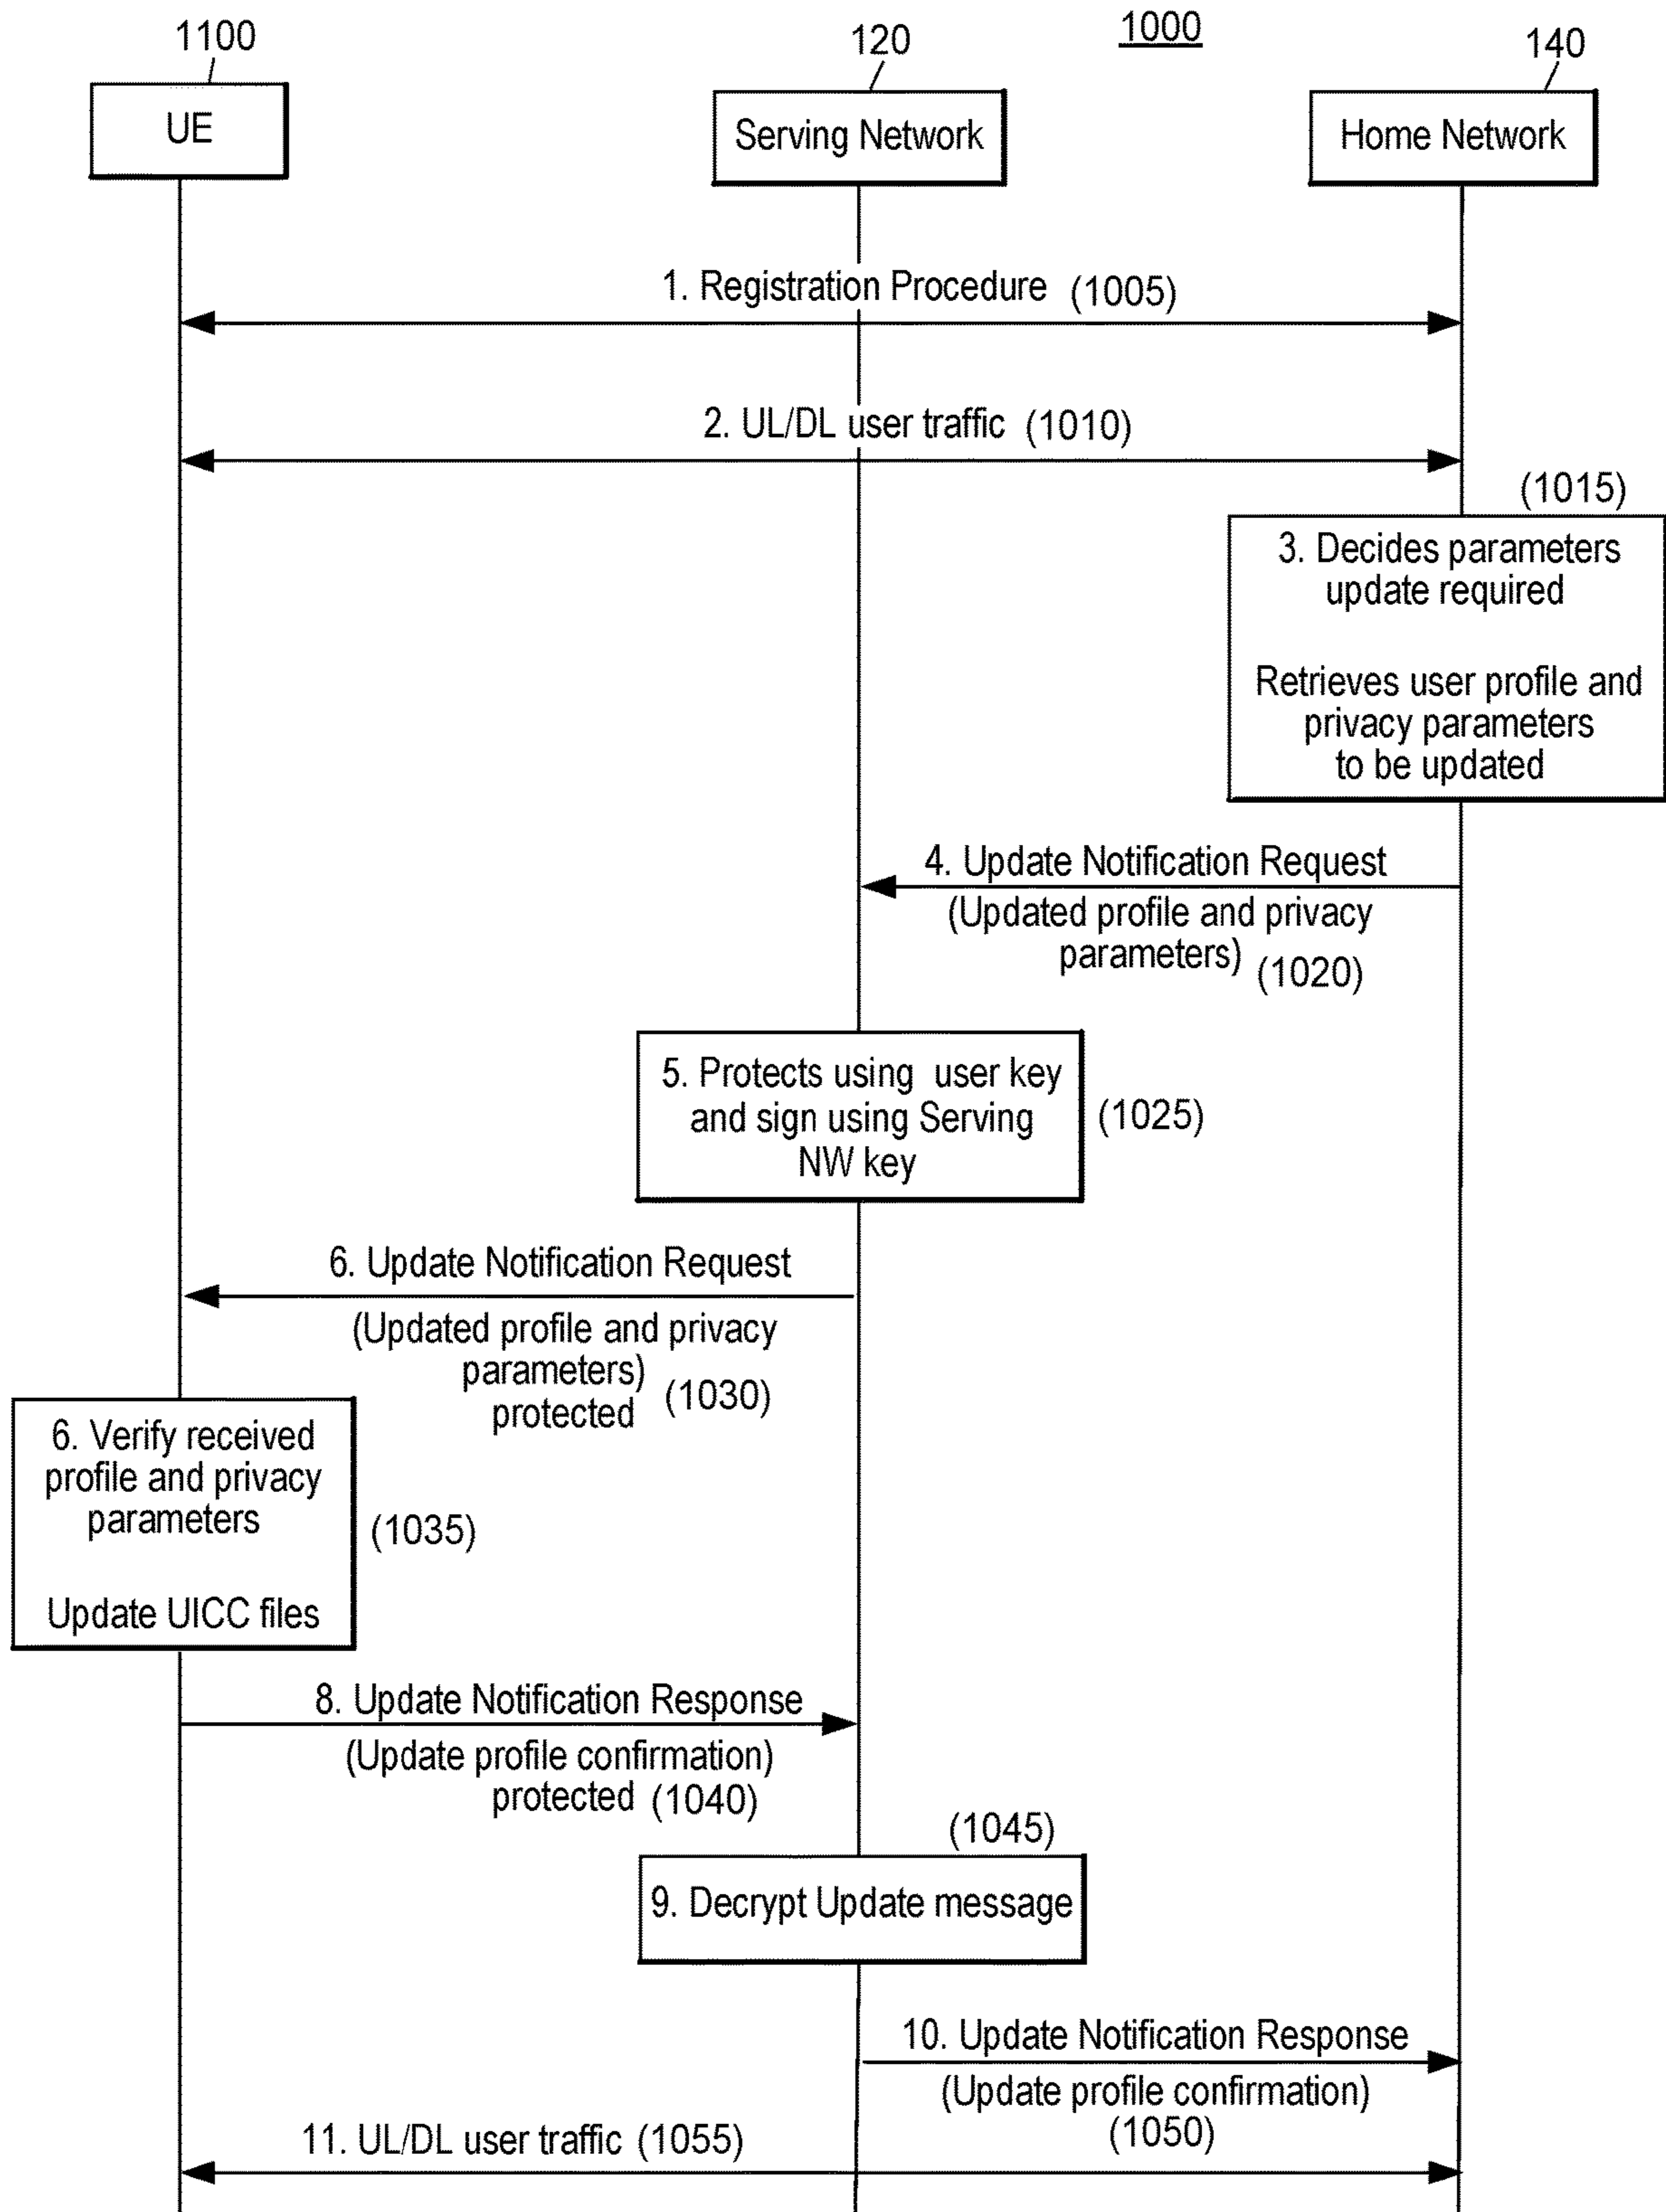 1000
1100
120
140
UE
Serving Network
Home Network
1. Registration Procedure (1005)
2. UL/DL user traffic (1010)
(1015)
3. Decides parameters
update required
Retrieves user profile and
privacy parameters
to be updated
4. Update Notification Request
(Updated profile and privacy
parameters) (1020)
5. Protects using user key
and sign using Serving
NW key
(1025)
6. Update Notification Request
(Updated profile and privacy
parameters)
protected (1030)
6. Verify received
profile and privacy
parameters
Update UICC files
(1035)
8. Update Notification Response
(Update profile confirmation)
protected (1040)
(1045)
9. Decrypt Update message
10. Update Notification Response
(Update profile confirmation)
(1050)
11. UL/DL user traffic (1055)